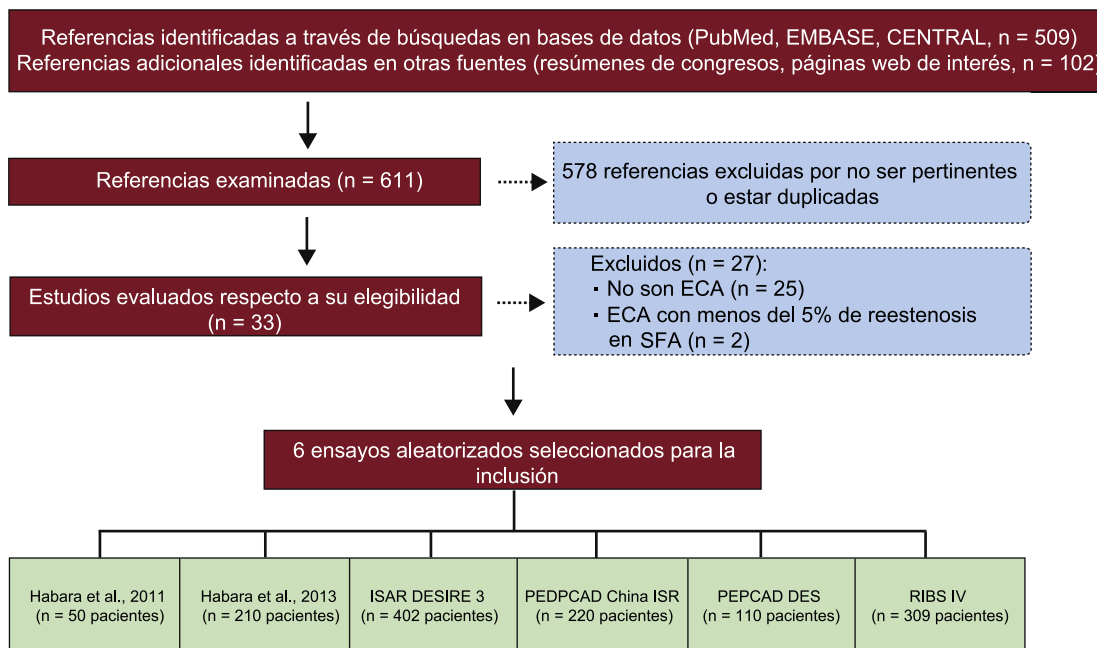 Referencias identificadas a través de búsquedas en bases de datos (PubMed, EMBASE, CENTRAL, n = 509)
Referencias adicionales identificadas en otras fuentes (resúmenes de congresos, páginas web de interés, n = 102)
Referencias examinadas (n = 611)
578 referencias excluidas por no ser pertinentes
o estar duplicadas
Estudios evaluados respecto a su elegibilidad
(n = 33)
Excluidos (n = 27):
· No son ECA (n = 25)
· ECA con menos del 5% de reestenosis
en SFA (n = 2)
6 ensayos aleatorizados seleccionados para la
inclusión
Habara et al., 2011
(n = 50 pacientes)
Habara et al., 2013
(n = 210 pacientes)
ISAR DESIRE 3
(n = 402 pacientes)
PEDPCAD China ISR
(n = 220 pacientes)
PEPCAD DES
(n = 110 pacientes)
RIBS IV
(n = 309 pacientes)